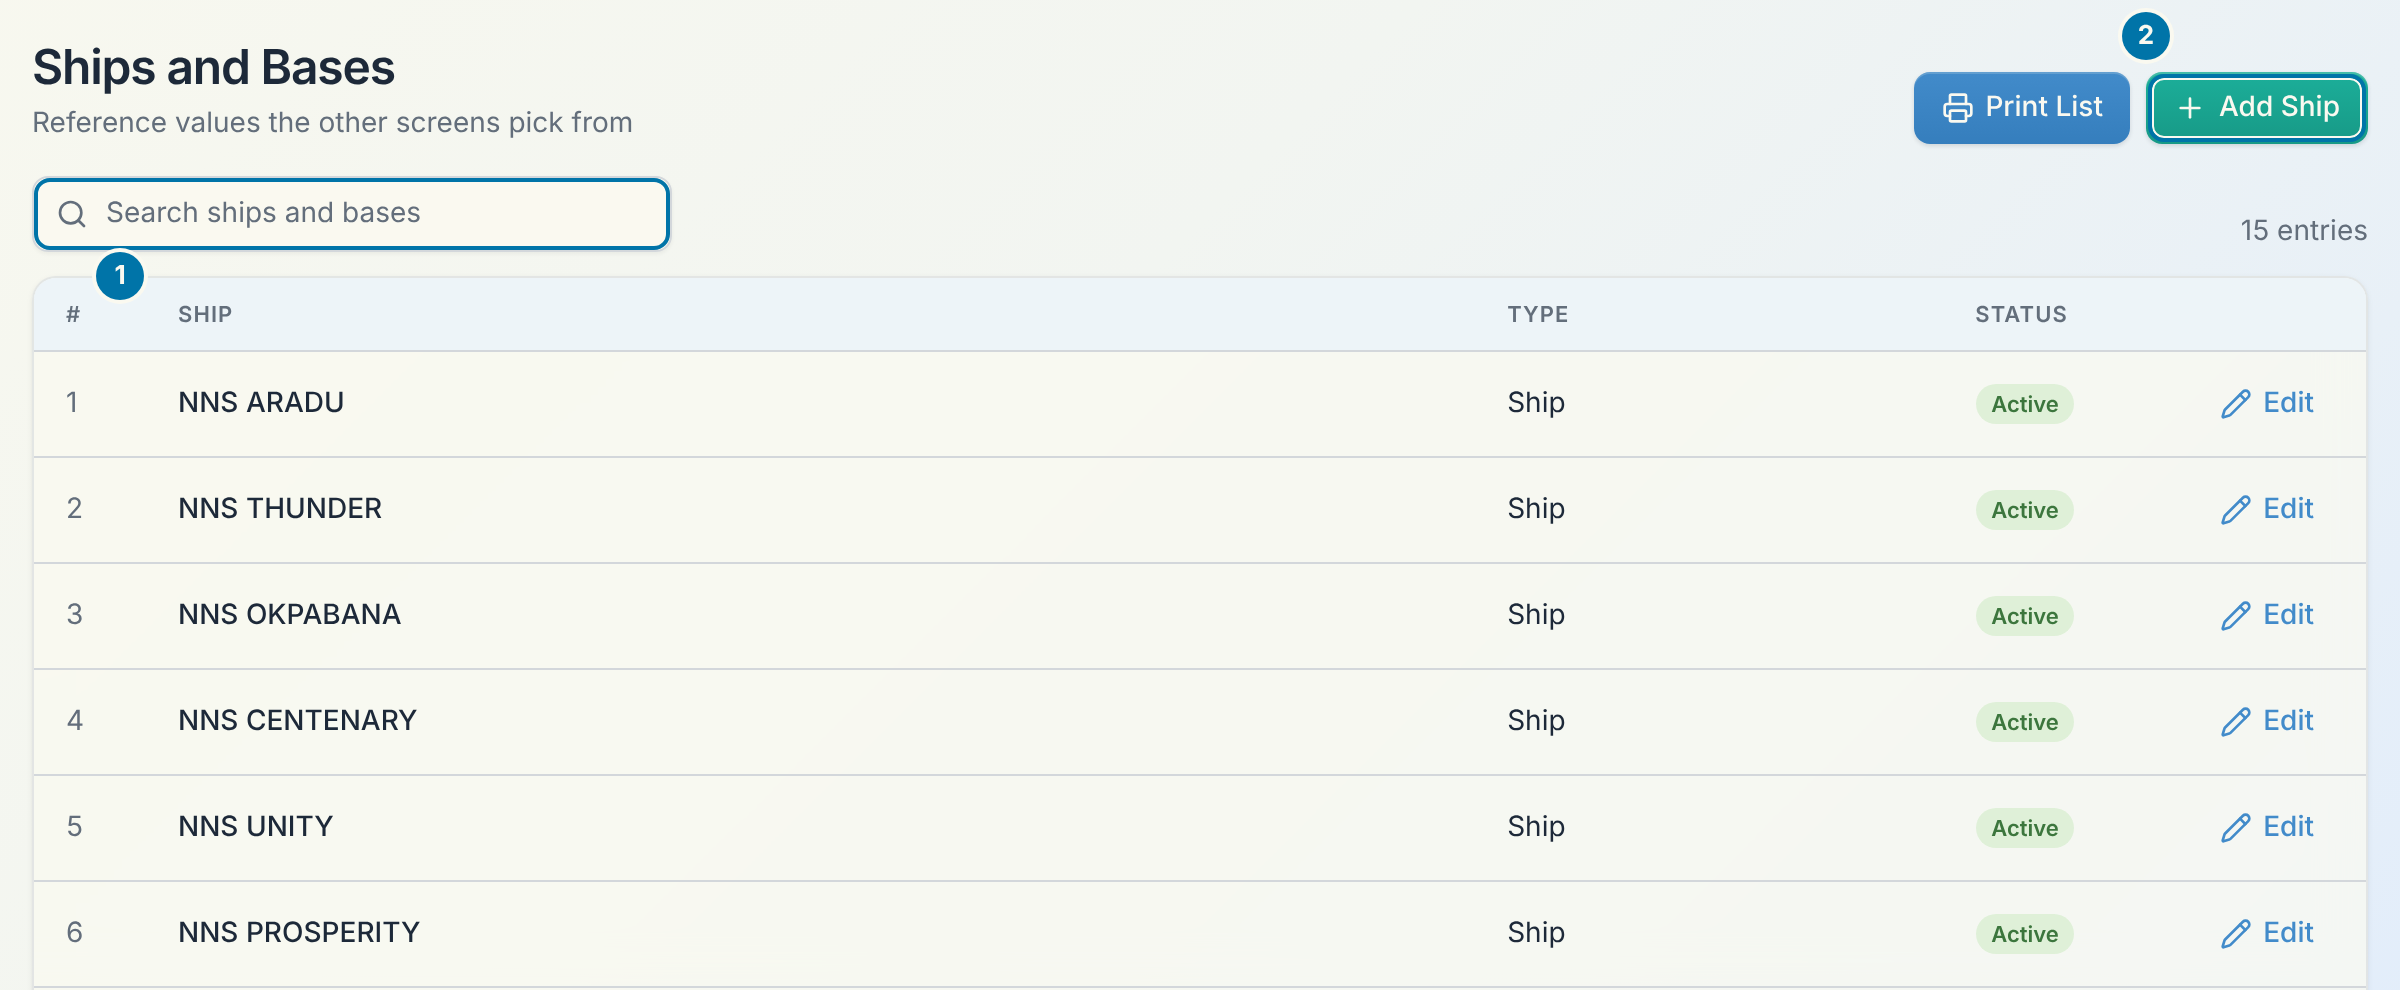 Ships and Bases
Reference values the other screens pick from
2
Print List
Add Ship
Search ships and bases
15 entries
1
# SHIP TYPE STATUS
1 NNS ARADU Ship Active Edit
2 NNS THUNDER Ship Active Edit
3 NNS OKPABANA Ship Active Edit
4 NNS CENTENARY Ship Active Edit
5 NNS UNITY Ship Active Edit
6 NNS PROSPERITY Ship Active Edit